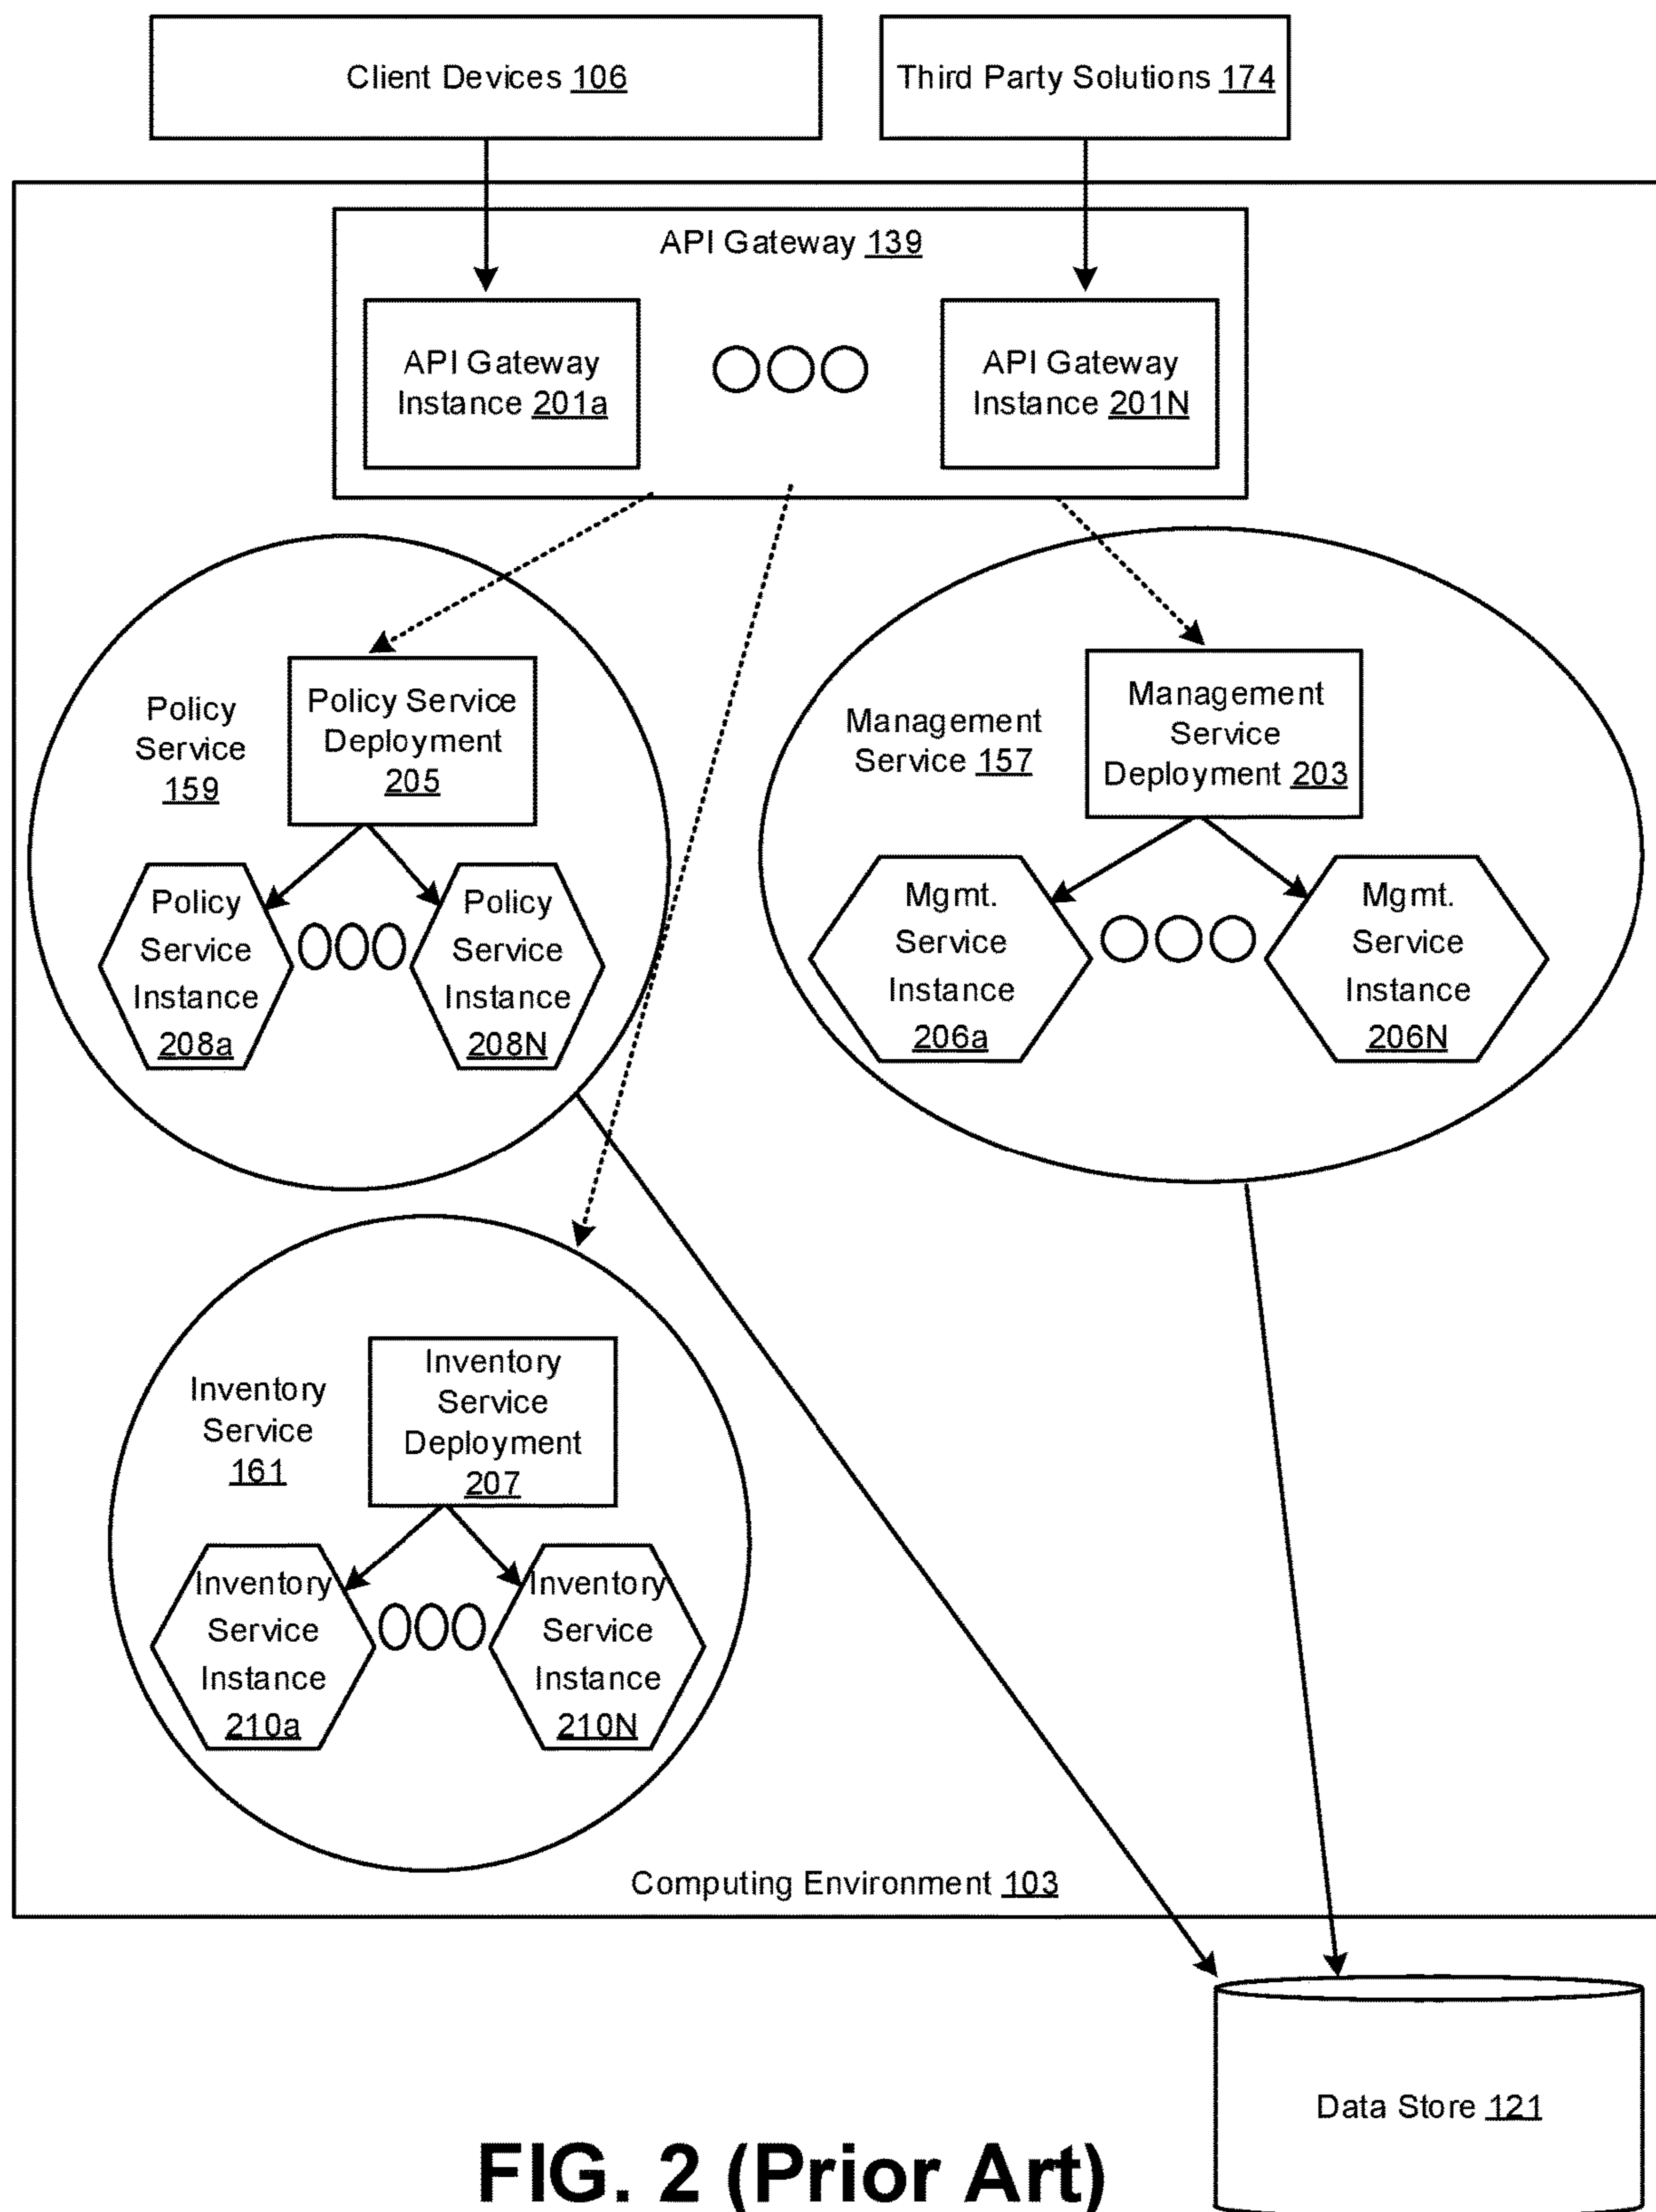 Client Devices 106
Third Party Solutions 174
API Gateway 139
API Gateway
Instance 201a
API Gateway
Instance 201N
Policy
Service
159
Policy Service
Deployment
205
Policy
Service
Instance
208a
Policy
Service
Instance
208N
Management
Service 157
Management
Service
Deployment 203
Mgmt.
Service
Instance
206a
Mgmt.
Service
Instance
206N
Inventory
Service
161
Inventory
Service
Deployment
207
Inventory
Service
Instance
210a
Inventory
Service
Instance
210N
Computing Environment 103
Data Store 121
FIG. 2 (Prior Art)